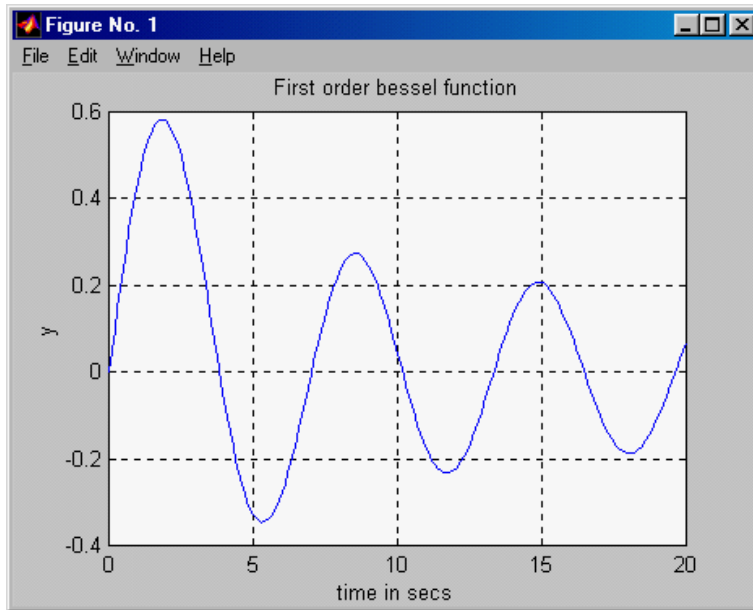 Figure No. 1
File Edit Window Help
First order bessel function
0.6
0.4
0.2
0
-0.2
-0.4
y
0 5 10 15 20
time in secs